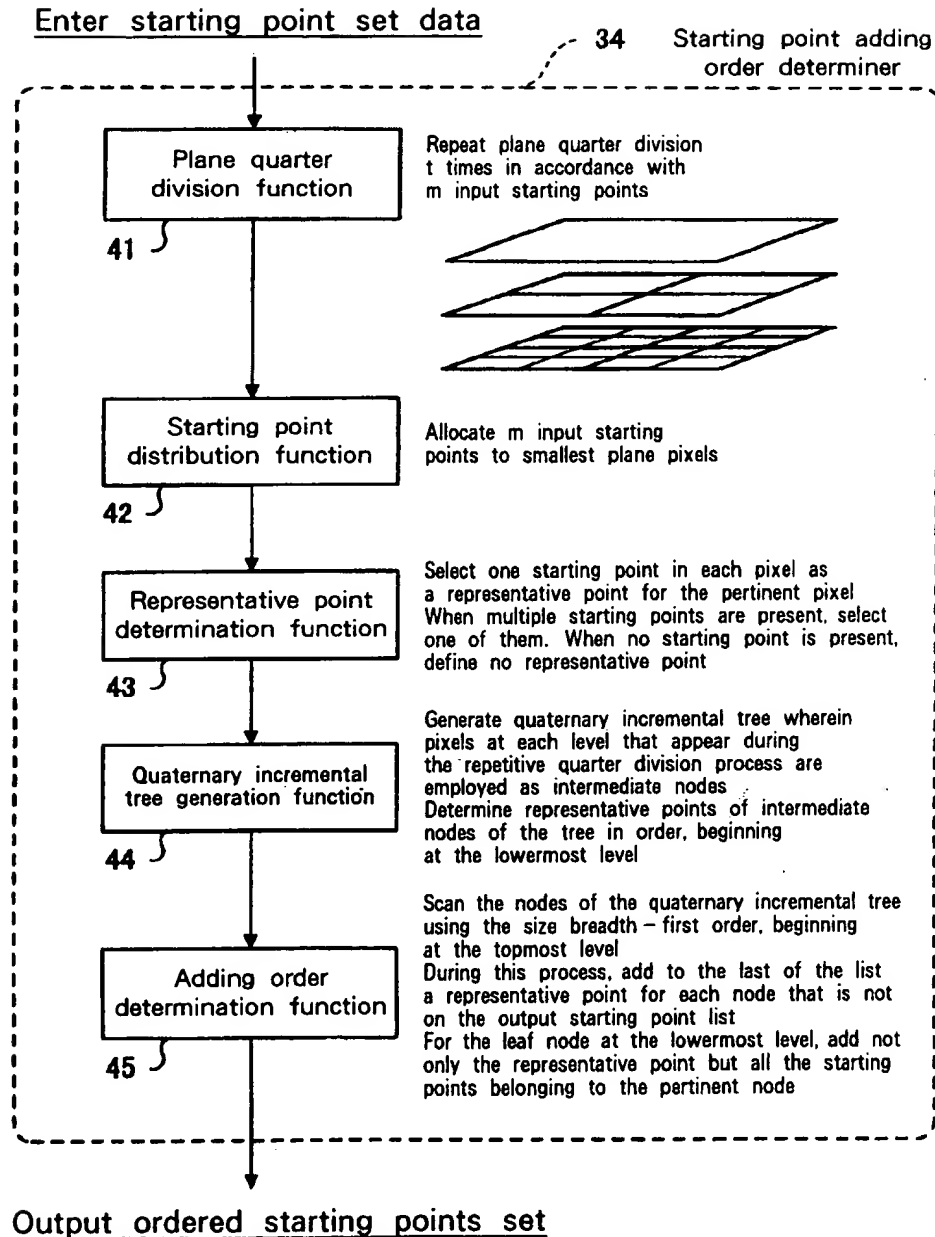 Enter starting point set data
34 Starting point adding
order determiner
Plane quarter
division function
41
Repeat plane quarter division
t times in accordance with
m input starting points
Starting point
distribution function
42
Allocate m input starting
points to smallest plane pixels
Representative point
determination function
43
Select one starting point in each pixel as
a representative point for the pertinent pixel
When multiple starting points are present, select
one of them. When no starting point is present,
define no representative point
Quaternary incremental
tree generation function
44
Generate quaternary incremental tree wherein
pixels at each level that appear during
the repetitive quarter division process are
employed as intermediate nodes
Determine representative points of intermediate
nodes of the tree in order, beginning
at the lowermost level
Adding order
determination function
45
Scan the nodes of the quaternary incremental tree
using the size breadth – first order, beginning
at the topmost level
During this process, add to the last of the list
a representative point for each node that is not
on the output starting point list
For the leaf node at the lowermost level, add not
only the representative point but all the starting
points belonging to the pertinent node
Output ordered starting points set